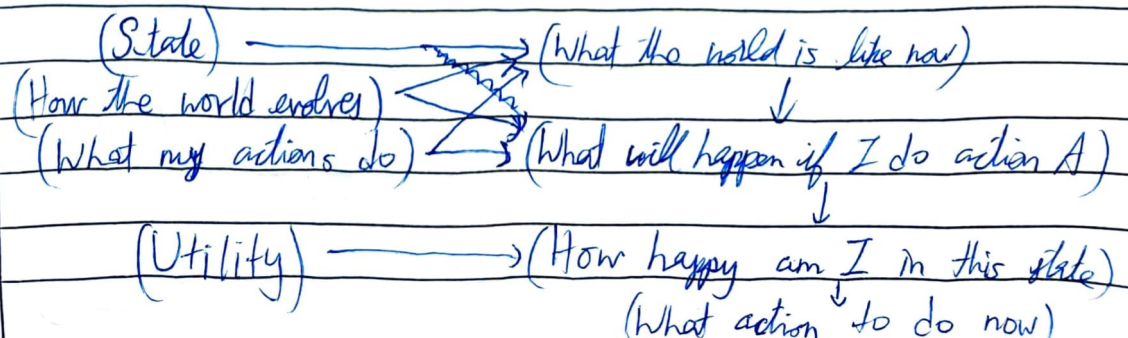 (State) (What the world is like now)
(How the world evolves)
(What my actions do) (What will happen if I do action A)
(Utility) (How happy am I in this state)
(What action to do now)